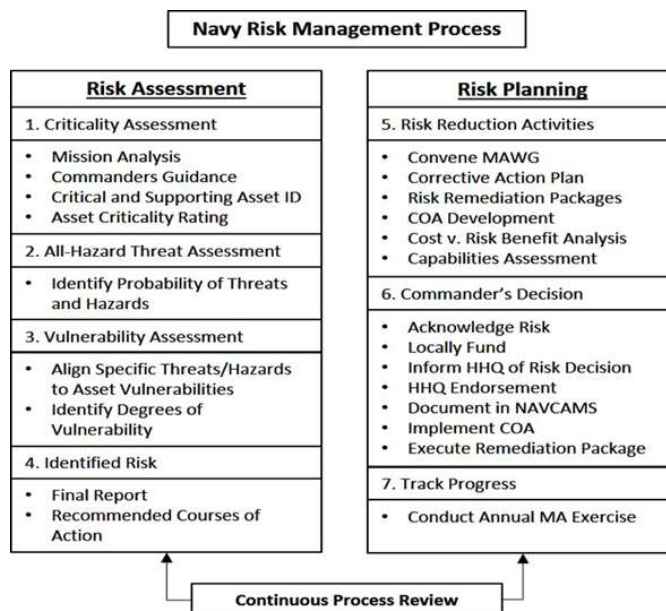 Navy Risk Management Process
Risk Assessment
1. Criticality Assessment
• Mission Analysis
• Commanders Guidance
• Critical and Supporting Asset ID
• Asset Criticality Rating
2. All-Hazard Threat Assessment
• Identify Probability of Threats
and Hazards
3. Vulnerability Assessment
• Align Specific Threats/Hazards
to Asset Vulnerabilities
• Identify Degrees of
Vulnerability
4. Identified Risk
• Final Report
• Recommended Courses of
Action
Risk Planning
5. Risk Reduction Activities
• Convene MAWG
• Corrective Action Plan
• Risk Remediation Packages
• COA Development
• Cost v. Risk Benefit Analysis
• Capabilities Assessment
6. Commander's Decision
• Acknowledge Risk
• Locally Fund
• Inform HHQ of Risk Decision
• HHQ Endorsement
• Document in NAVCAMS
• Implement COA
• Execute Remediation Package
7. Track Progress
• Conduct Annual MA Exercise
Continuous Process Review